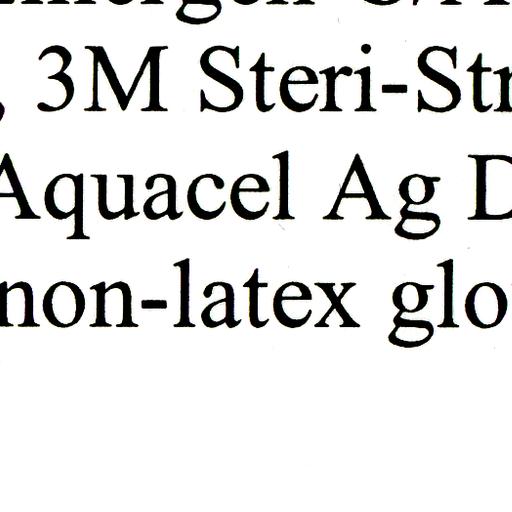 , 3M Steri-Str
Aquacel Ag D
non-latex glo